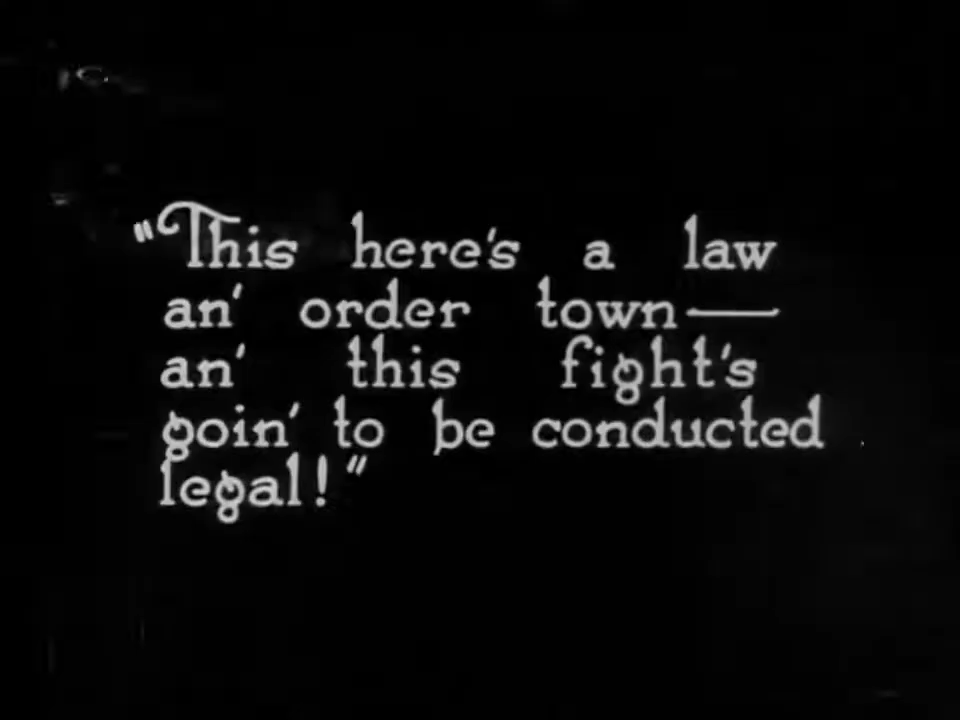 "This here's a law
an' order town—
an' this fight's
goin' to be conducted
legal!"